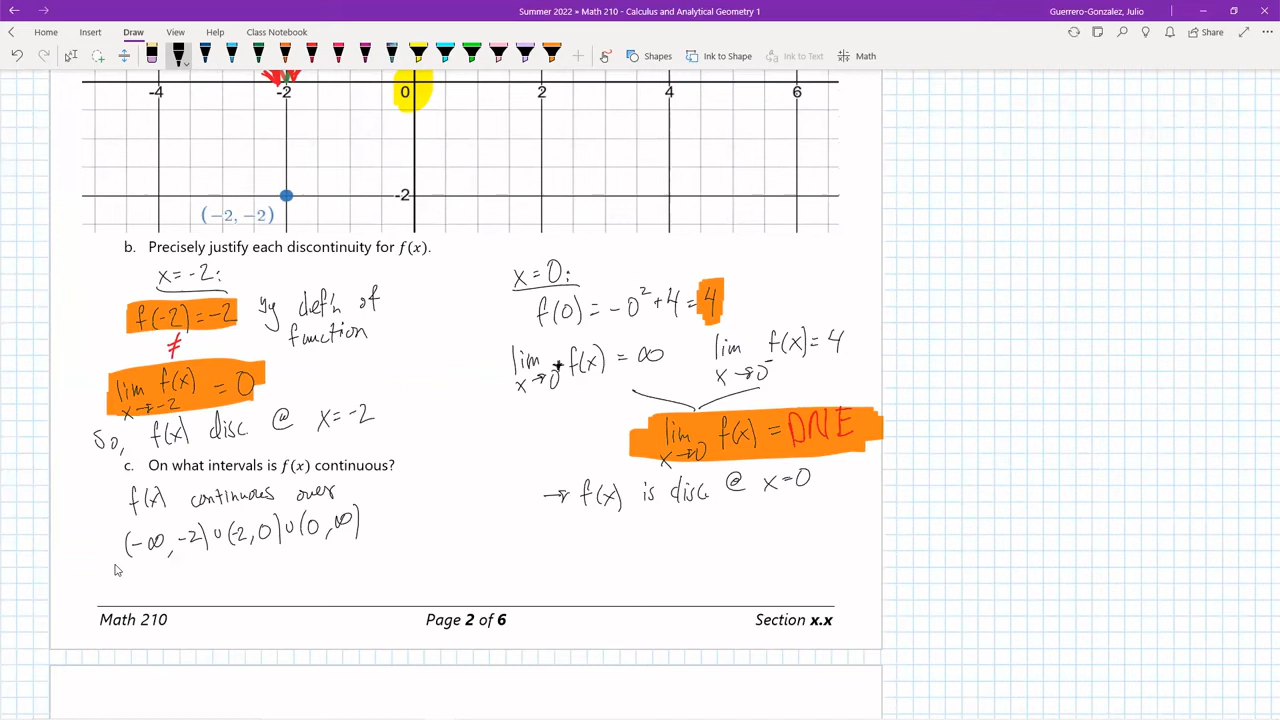 Summer 2022 » Math 210 - Calculus and Analytical Geometry 1
Guerrero-Gonzalez, Julio
Home Insert Draw View Help Class Notebook
Share
Shapes Ink to Shape Ink to Text Math
-4 -2 0 2 4 6
-2
(−2, −2)
b. Precisely justify each discontinuity for f(x).
x=-2:
f(-2)=-2 by def'n of
function
≠
lim f(x) = 0
x→-2
So, f(x) disc @ x=-2
x=0:
f(0) = -0²+4=4
lim f(x) = ∞ lim f(x)=4
x→0⁺ x→0⁻
lim f(x) = DNE
x→0
→ f(x) is disc @ x=0
c. On what intervals is f(x) continuous?
f(x) continuous over
(-∞,-2)∪(-2,0)∪(0,∞)
Math 210 Page 2 of 6 Section x.x